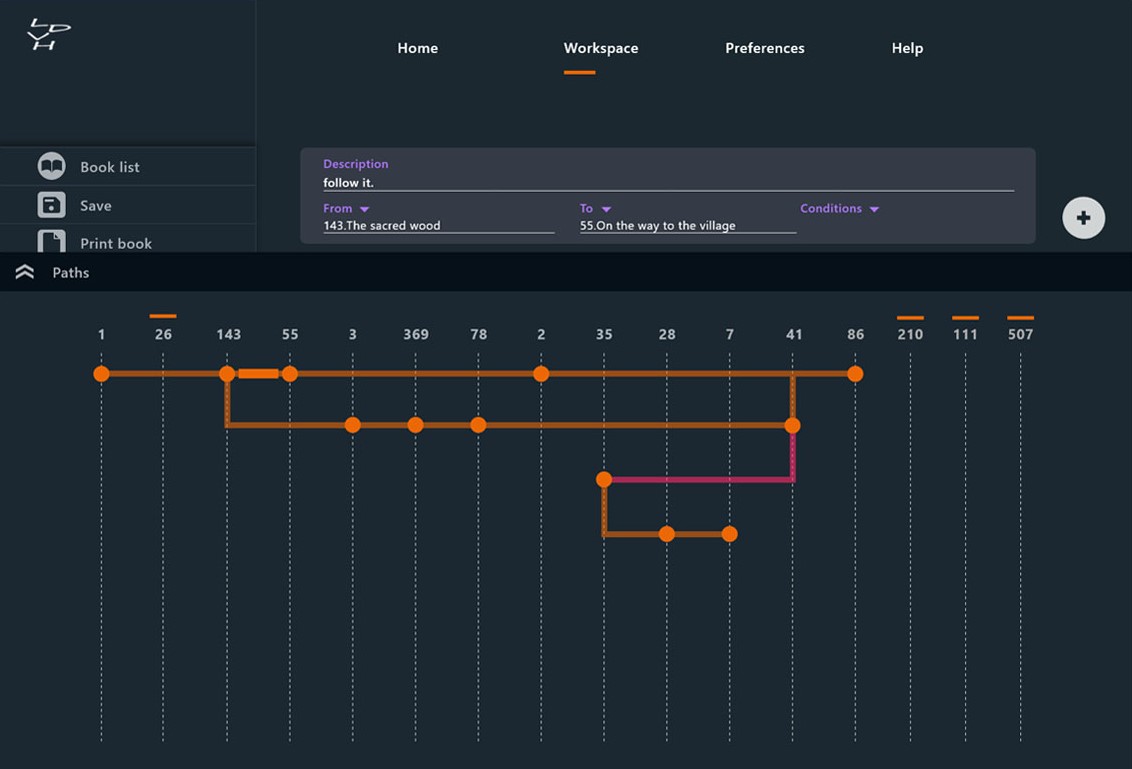 L D
V H
Home Workspace Preferences Help
Book list
Save
Print book
Description
follow it.
From To Conditions
143.The sacred wood 55.On the way to the village
Paths
1 26 143 55 3 369 78 2 35 28 7 41 86 210 111 507